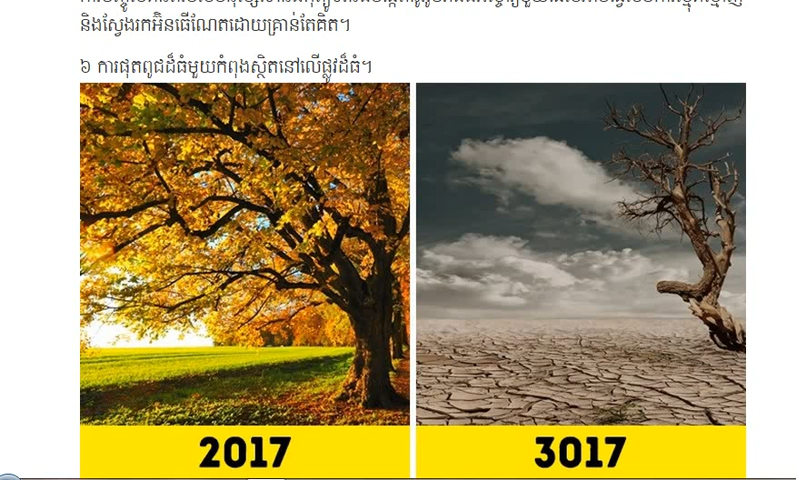 និងស្វែងរកអ៊ិនធើណែតដោយគ្រាន់តែគិត។
៦ ការផុតពូជដ៏ធំមួយកំពុងស្ថិតនៅលើផ្លូវដ៏ធំ។
2017 3017